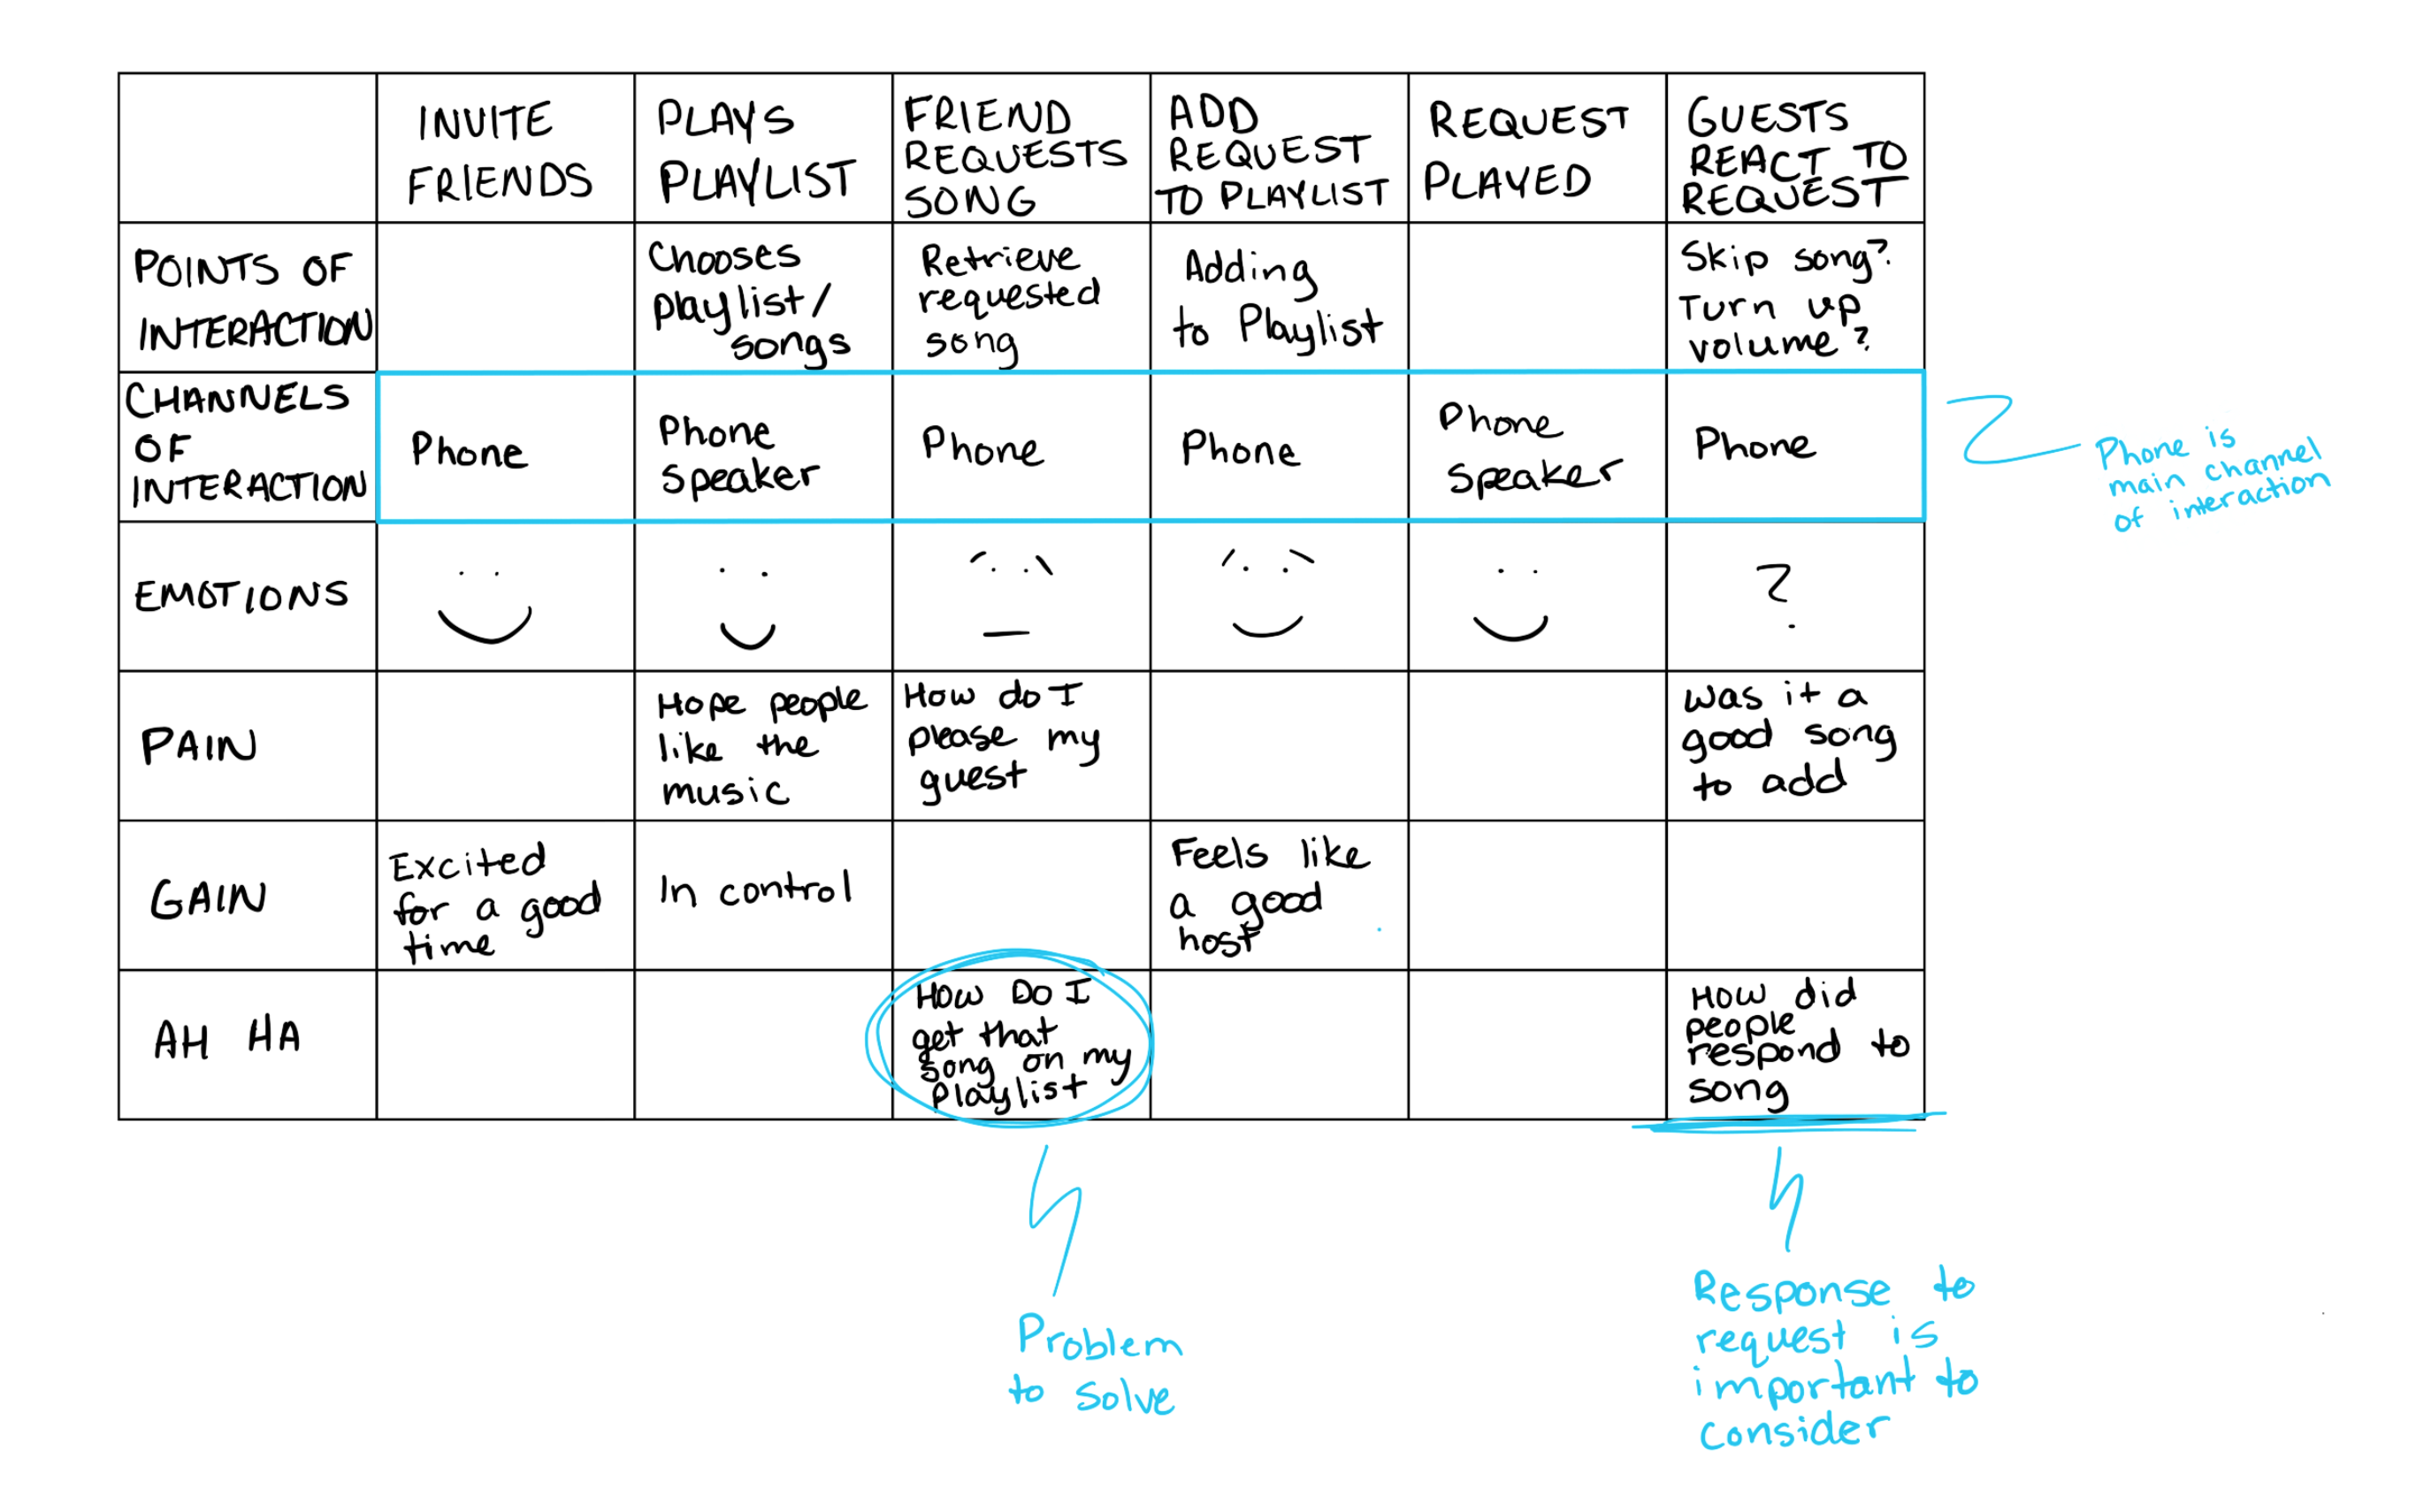 INVITE
FRIENDS
PLAYS
PLAYLIST
FRIEND
REQUESTS
SONG
ADD
REQUEST
TO PLAYLIST
REQUEST
PLAYED
GUESTS
REACT TO
REQUEST
POINTS OF
INTERACTION
Chooses
playlist/
songs
Retrieve
requested
song
Adding
to Playlist
Skip song?
Turn up
volume?
CHANNELS
OF
INTERACTION
Phone
Phone
Speaker
Phone
Phone
Phone
Speaker
Phone
Phone is
main channel
of interaction
EMOTIONS
?
PAIN
Hope people
like the
music
How do I
please my
guest
Was it a
good song
to add
GAIN
Excited
for a good
time
In control
Feels like
a good
host
AH HA
How Do I
get that
song on my
Playlist
How did
people
respond to
song
Problem
to solve
Response to
request is
important to
consider